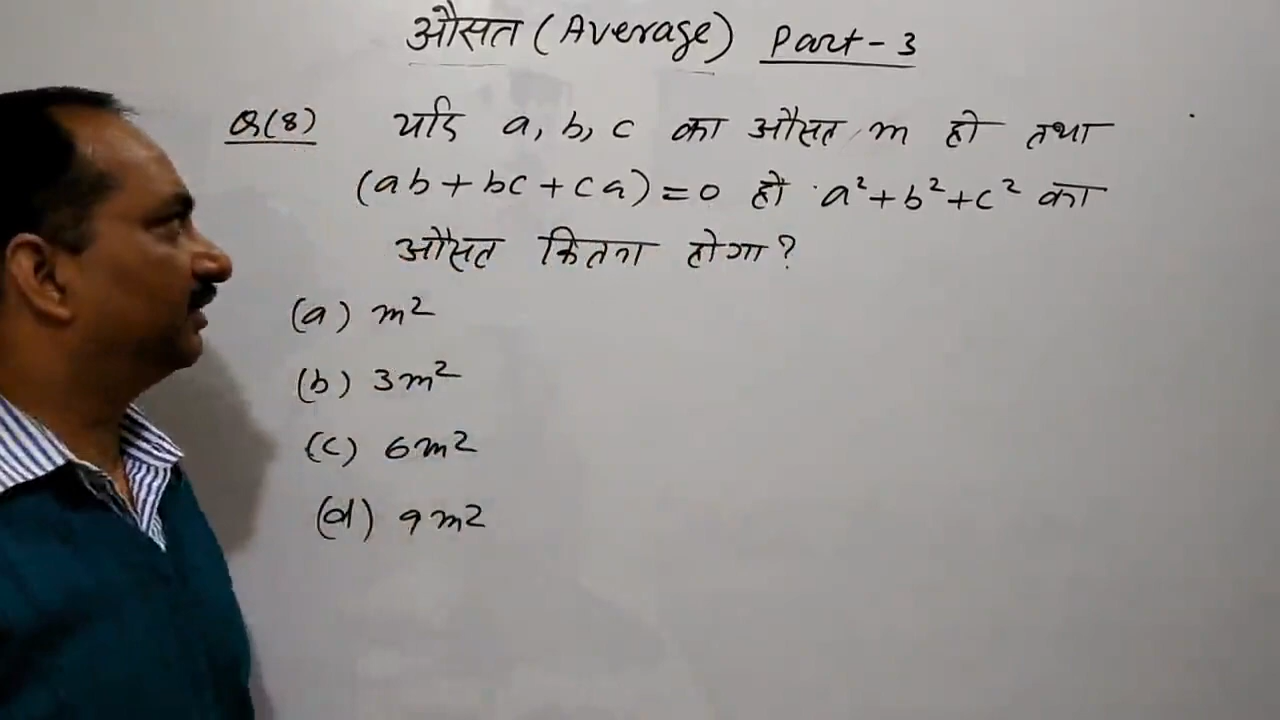 औसत (Average) Part-3
Q(8) यदि a, b, c का औसत m हो तथा
(ab+bc+ca)=0 हो a²+b²+c² का
औसत कितना होगा?
(a) m²
(b) 3m²
(c) 6m²
(d) 9m²